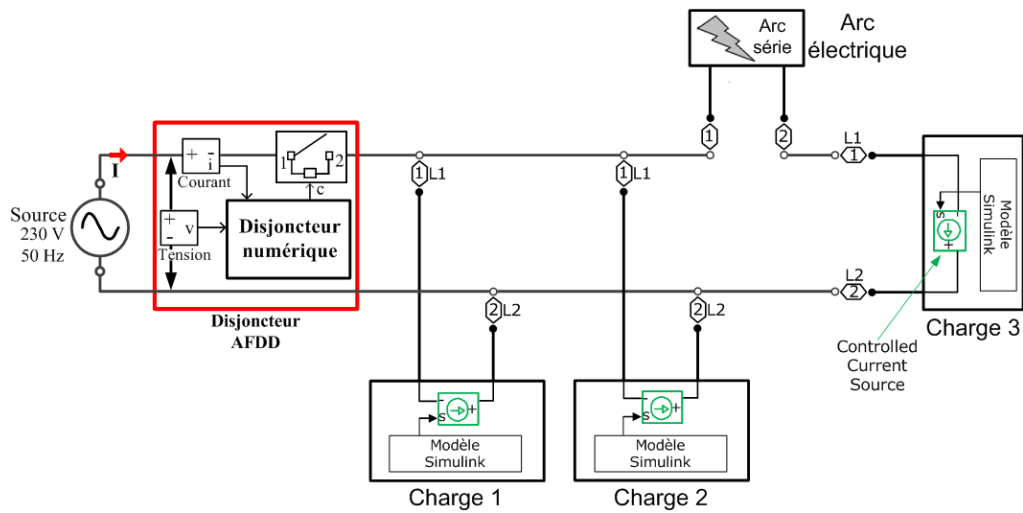 Arc
série
Arc
électrique
1
2
I
+ -
i
Courant
1
2
c
Source
230 V
50 Hz
+
v
-
Tension
Disjoncteur
numérique
Disjoncteur
AFDD
1 L1
1 L1
2 L2
2 L2
L1
1
L2
2
s
-
+
Modèle
Simulink
Charge 3
Controlled
Current
Source
- +
s
Modèle
Simulink
Charge 1
- +
s
Modèle
Simulink
Charge 2